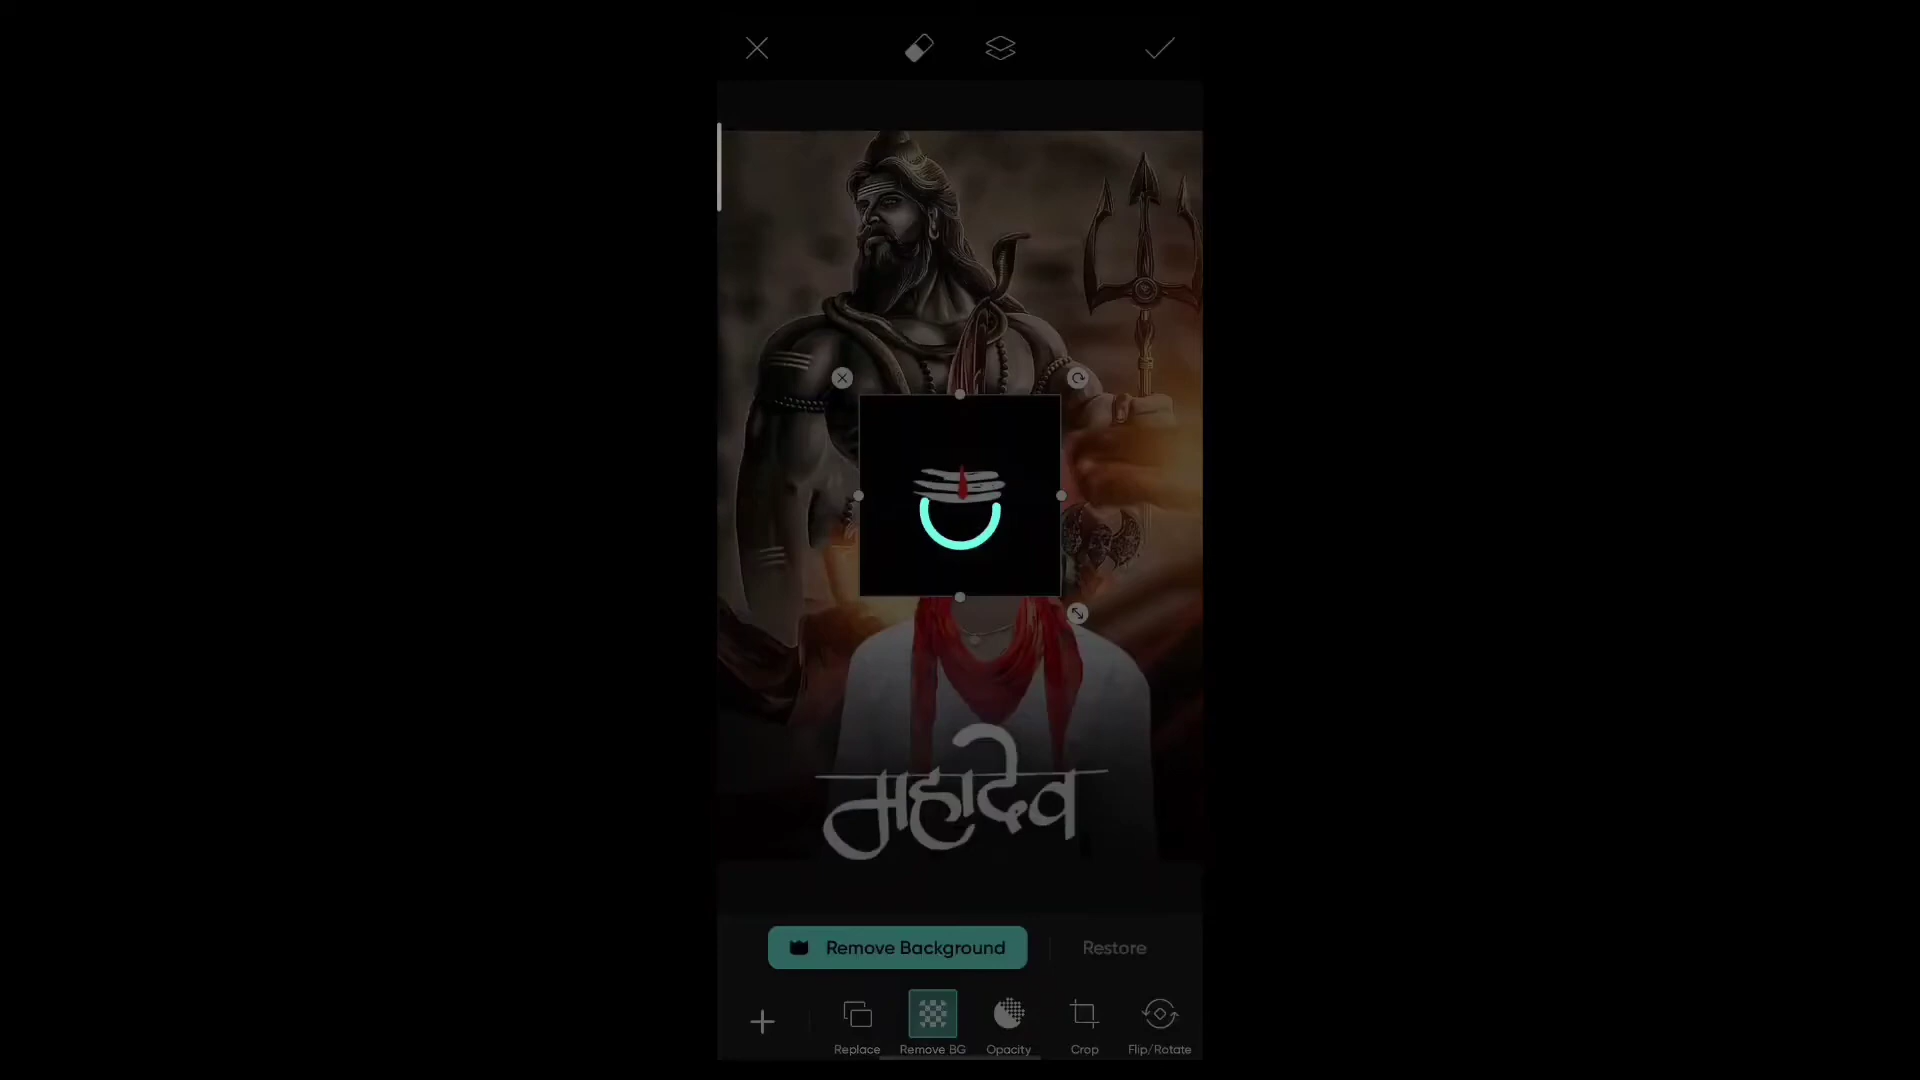 महादेव
Remove Background
Restore
Replace
Remove BG
Opacity
Crop
Flip/Rotate